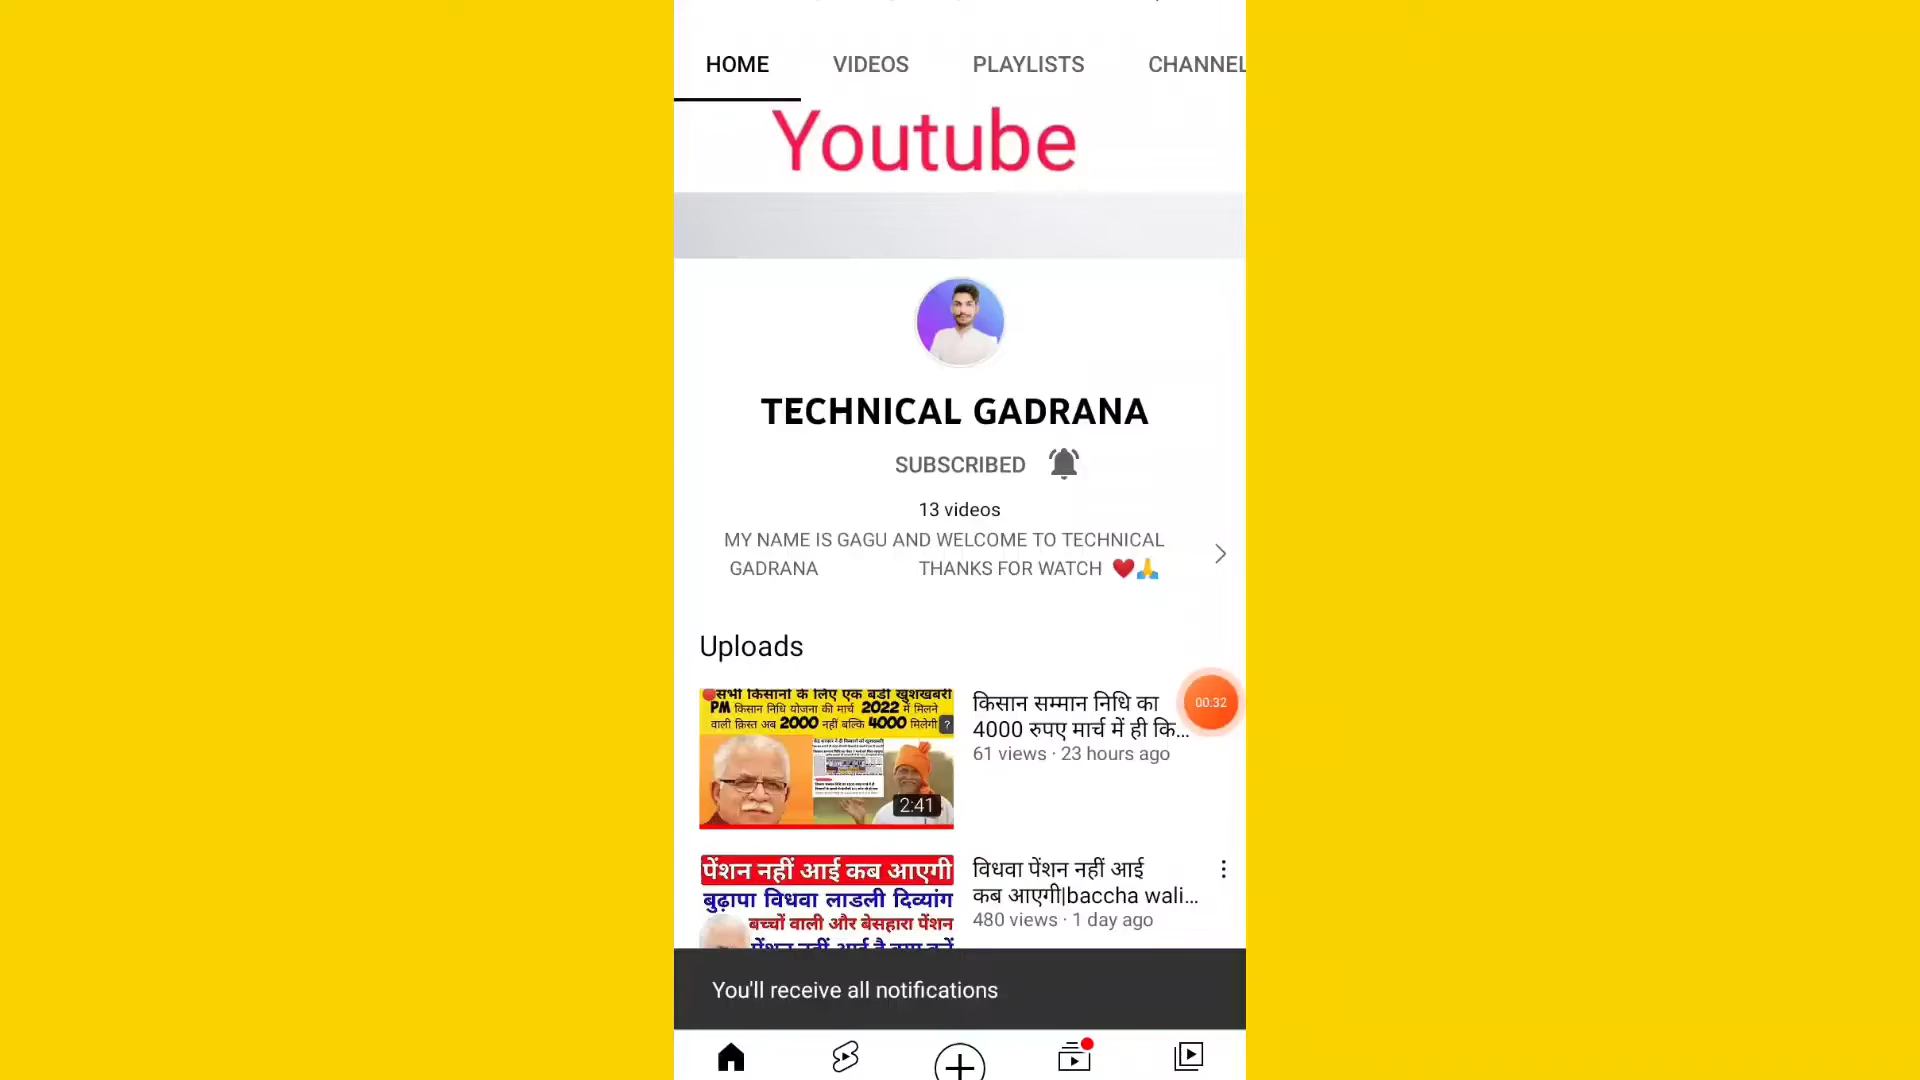 HOME VIDEOS PLAYLISTS CHANNEL
Youtube
TECHNICAL GADRANA
SUBSCRIBED
13 videos
MY NAME IS GAGU AND WELCOME TO TECHNICAL
GADRANA THANKS FOR WATCH ❤️🙏
Uploads
सभी किसानों के लिए एक बड़ी खुशखबरी
PM किसान निधि योजना की मार्च 2022 में मिलने
वाली क़िस्त अब 2000 नहीं बल्कि 4000 मिलेगी
?
2:41
किसान सम्मान निधि का
4000 रुपए मार्च में ही कि...
61 views · 23 hours ago
00:32
पेंशन नहीं आई कब आएगी
बुढ़ापा विधवा लाडली दिव्यांग
बच्चों वाली और बेसहारा पेंशन
विधवा पेंशन नहीं आई
कब आएगी|baccha wali...
480 views · 1 day ago
You'll receive all notifications